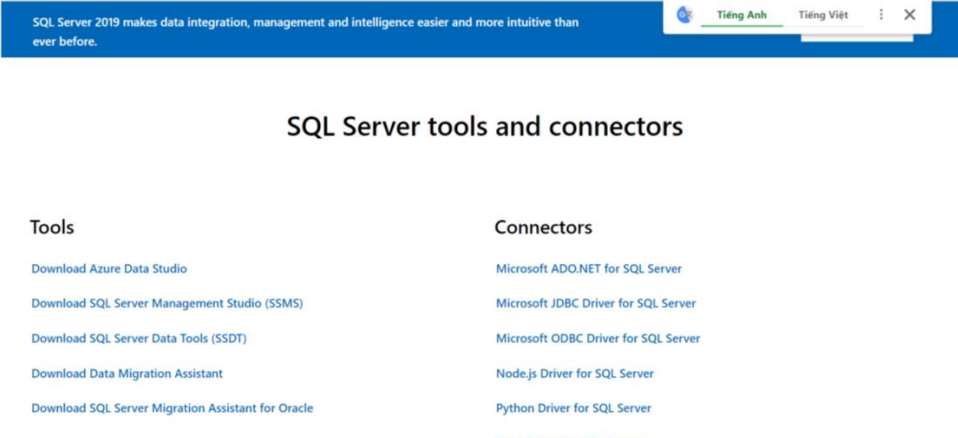 SQL Server 2019 makes data integration, management and intelligence easier and more intuitive than
ever before.
Tiếng Anh
Tiếng Việt
SQL Server tools and connectors
Tools
Download Azure Data Studio
Download SQL Server Management Studio (SSMS)
Download SQL Server Data Tools (SSDT)
Download Data Migration Assistant
Download SQL Server Migration Assistant for Oracle
Connectors
Microsoft ADO.NET for SQL Server
Microsoft JDBC Driver for SQL Server
Microsoft ODBC Driver for SQL Server
Node.js Driver for SQL Server
Python Driver for SQL Server